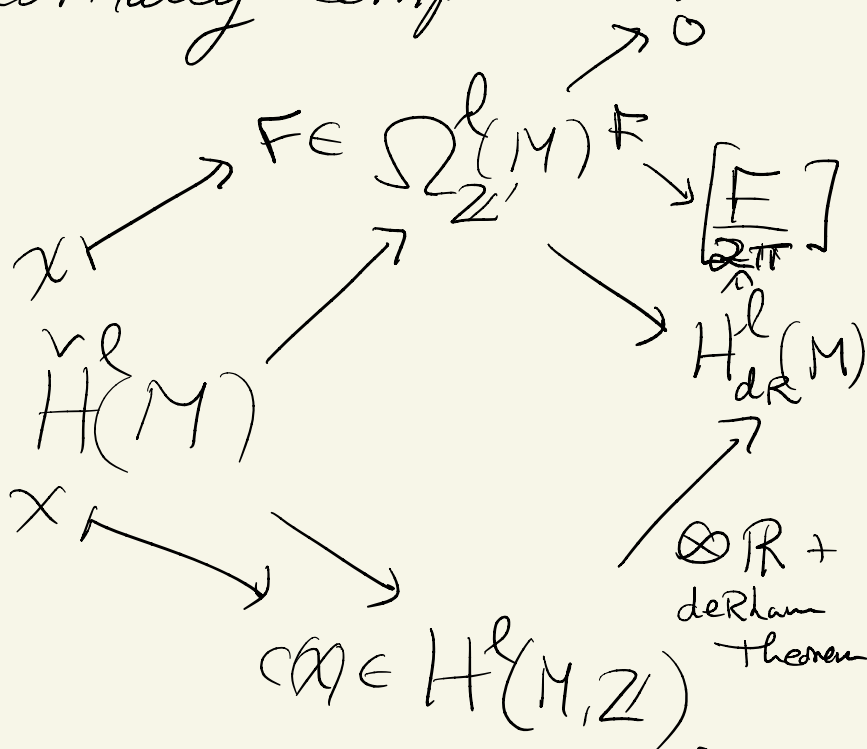 0
F ∈ Ω^ℓ_ℤ(M) F
[F/2π]
χ
Ȟ^ℓ(M)
H^ℓ_dR(M)
χ
⊗ ℝ +
deRham
Theorem
c(χ) ∈ H^ℓ(M, ℤ)